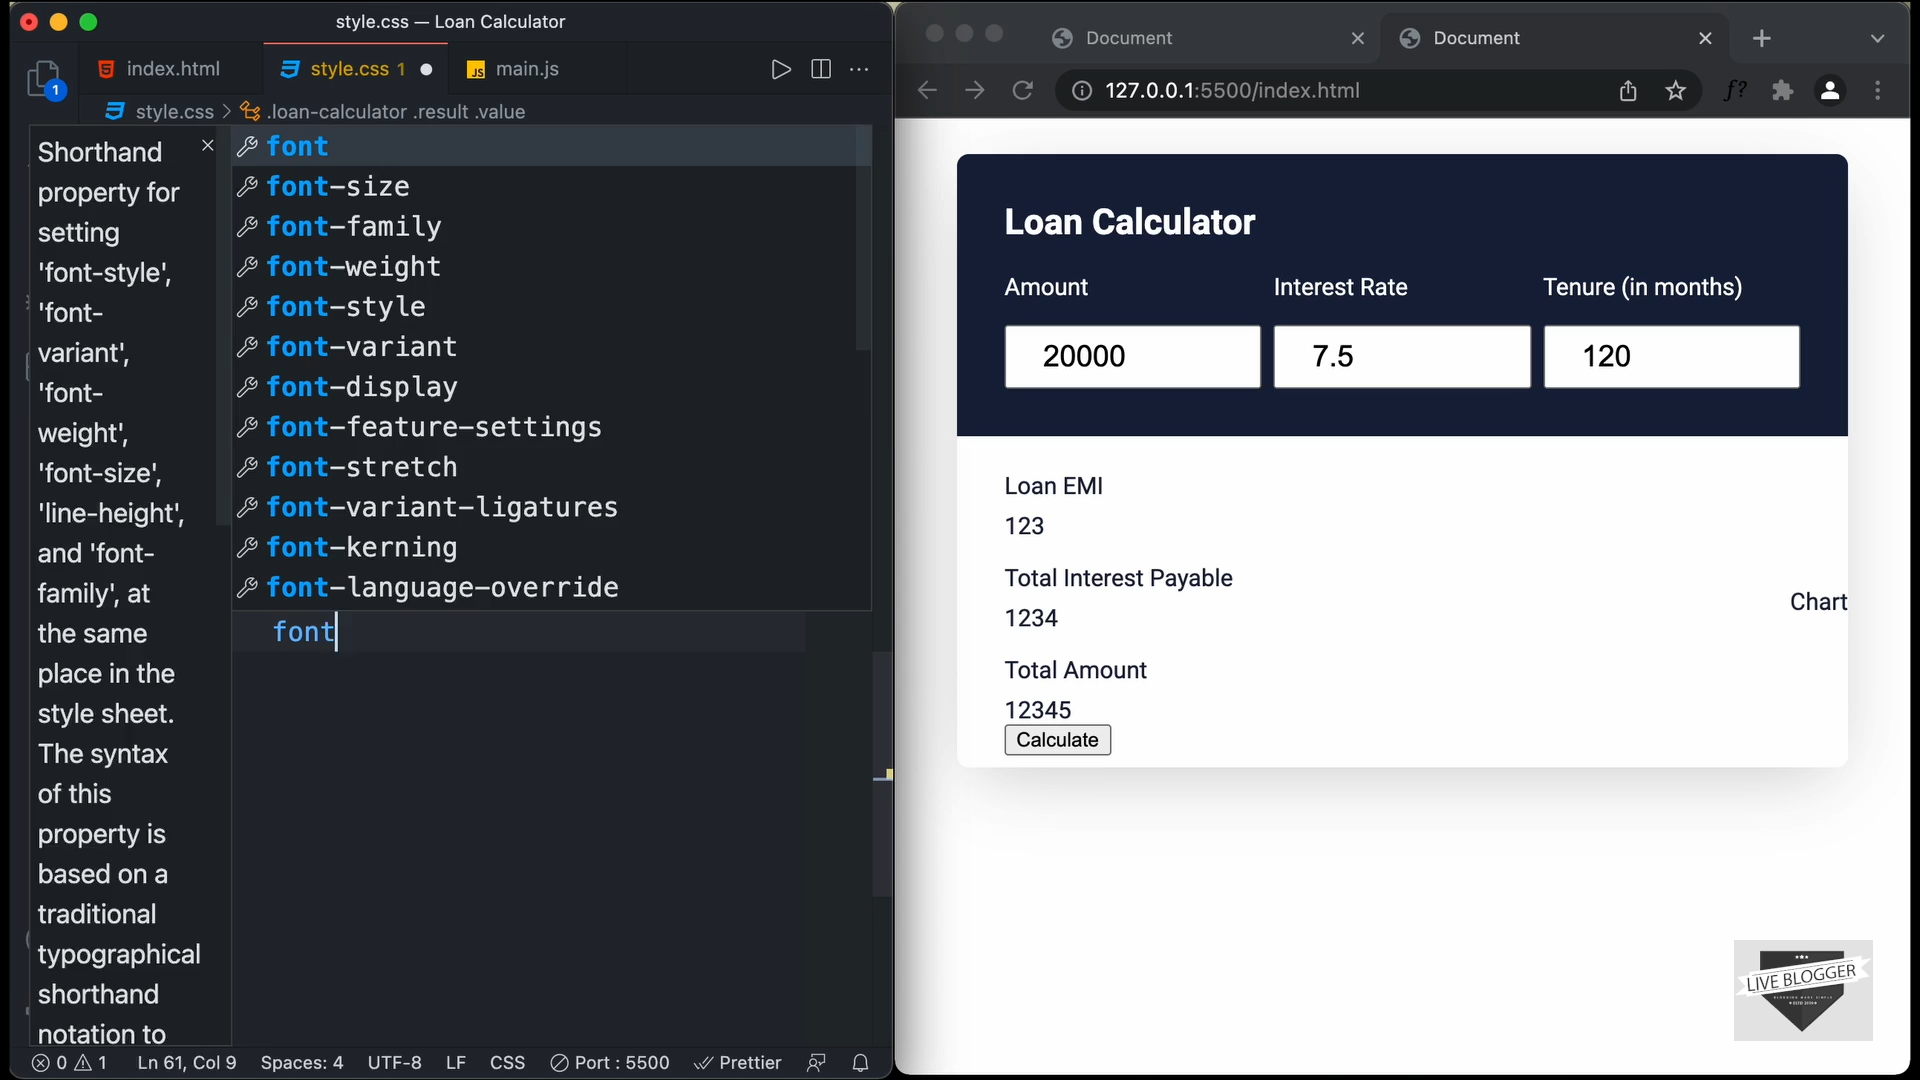 style.css — Loan Calculator
index.html
style.css 1
main.js
1
style.css > .loan-calculator .result .value
Shorthand
property for
setting
'font-style',
'font-
variant',
'font-
weight',
'font-size',
'line-height',
and 'font-
family', at
the same
place in the
style sheet.
The syntax
of this
property is
based on a
traditional
typographical
shorthand
notation to
font
font-size
font-family
font-weight
font-style
font-variant
font-display
font-feature-settings
font-stretch
font-variant-ligatures
font-kerning
font-language-override
font
0 1 Ln 61, Col 9 Spaces: 4 UTF-8 LF CSS Port : 5500 Prettier
Document
Document
127.0.0.1:5500/index.html
f?
Loan Calculator
Amount Interest Rate Tenure (in months)
20000 7.5 120
Loan EMI
123
Total Interest Payable
1234
Chart
Total Amount
12345
Calculate
LIVE BLOGGER